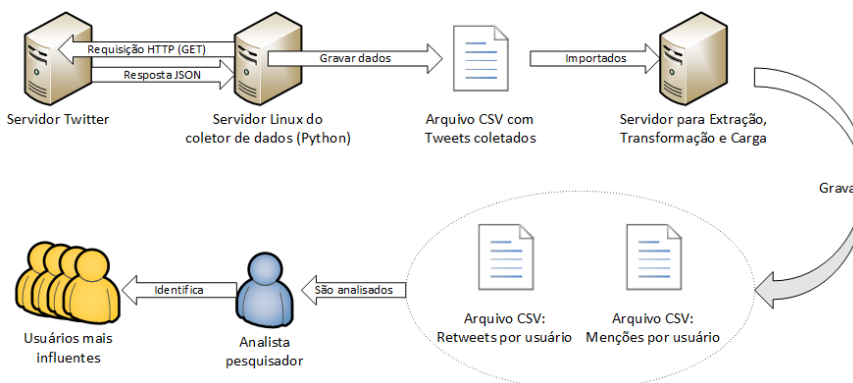 Requisição HTTP (GET)
Resposta JSON
Gravar dados
Importados
Servidor Twitter
Servidor Linux do
coletor de dados (Python)
Arquivo CSV com
Tweets coletados
Servidor para Extração,
Transformação e Carga
Grava
São analisados
Identifica
Arquivo CSV:
Retweets por usuário
Arquivo CSV:
Menções por usuário
Analista
pesquisador
Usuários mais
influentes